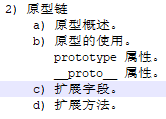 2) 原型链
a) 原型概述。
b) 原型的使用。
prototype 属性。
__proto__ 属性。
c) 扩展字段。
d) 扩展方法。